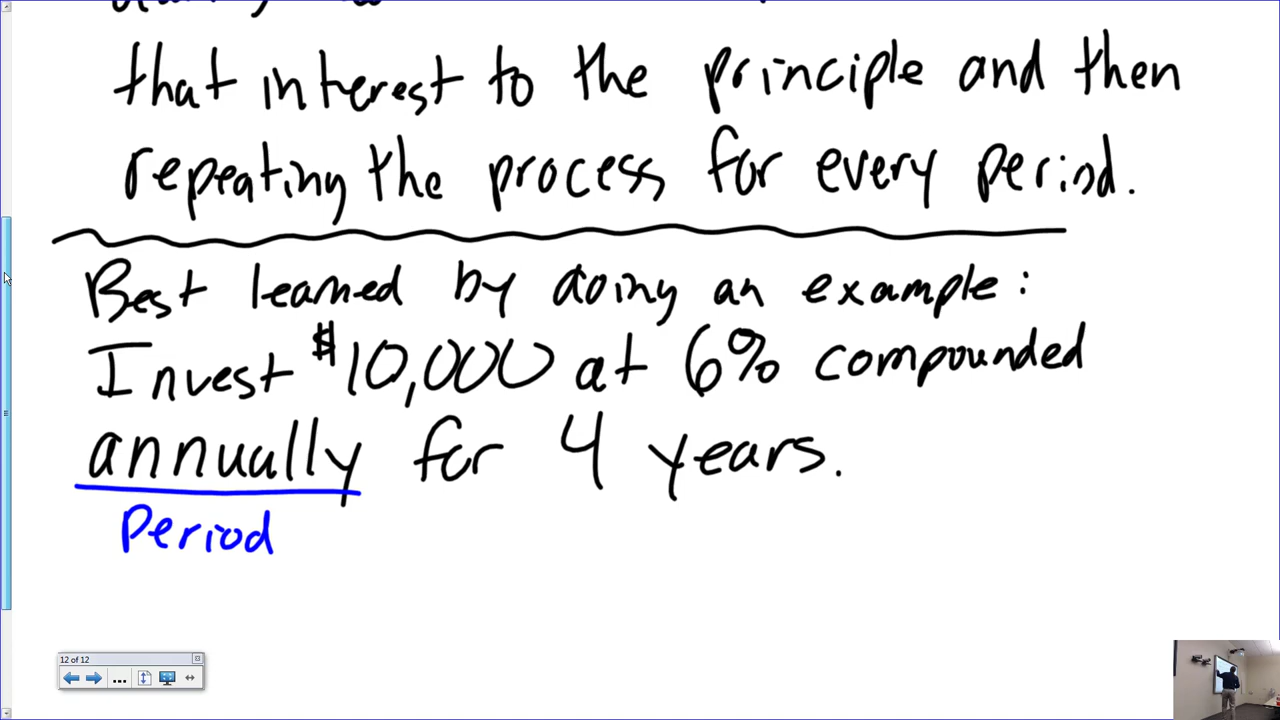 that interest to the principle and then
repeating the process for every period.
Best learned by doing an example:
Invest $10,000 at 6% compounded
annually for 4 years.
Period
12 of 12
...